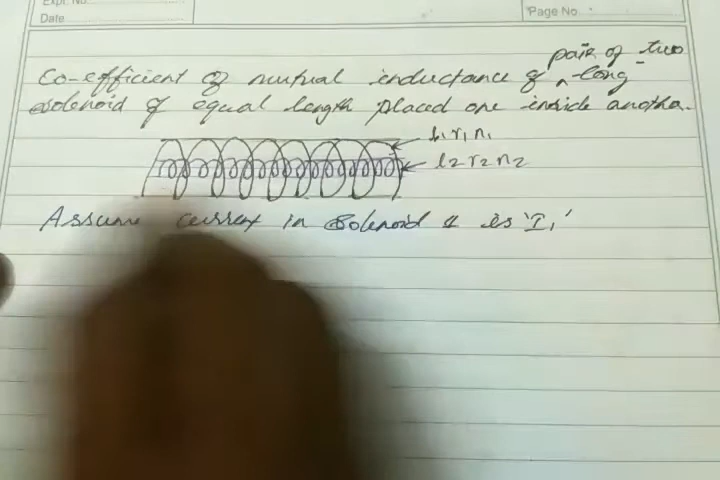 Expt. No.
Date
Page No.
pair of two
Co-efficient of mutual inductance of ^ long
solenoid of equal length placed one inside another.
l₁ r₁ n₁
l₂ r₂ n₂
Assume current in solenoid 1 is 'I₁'